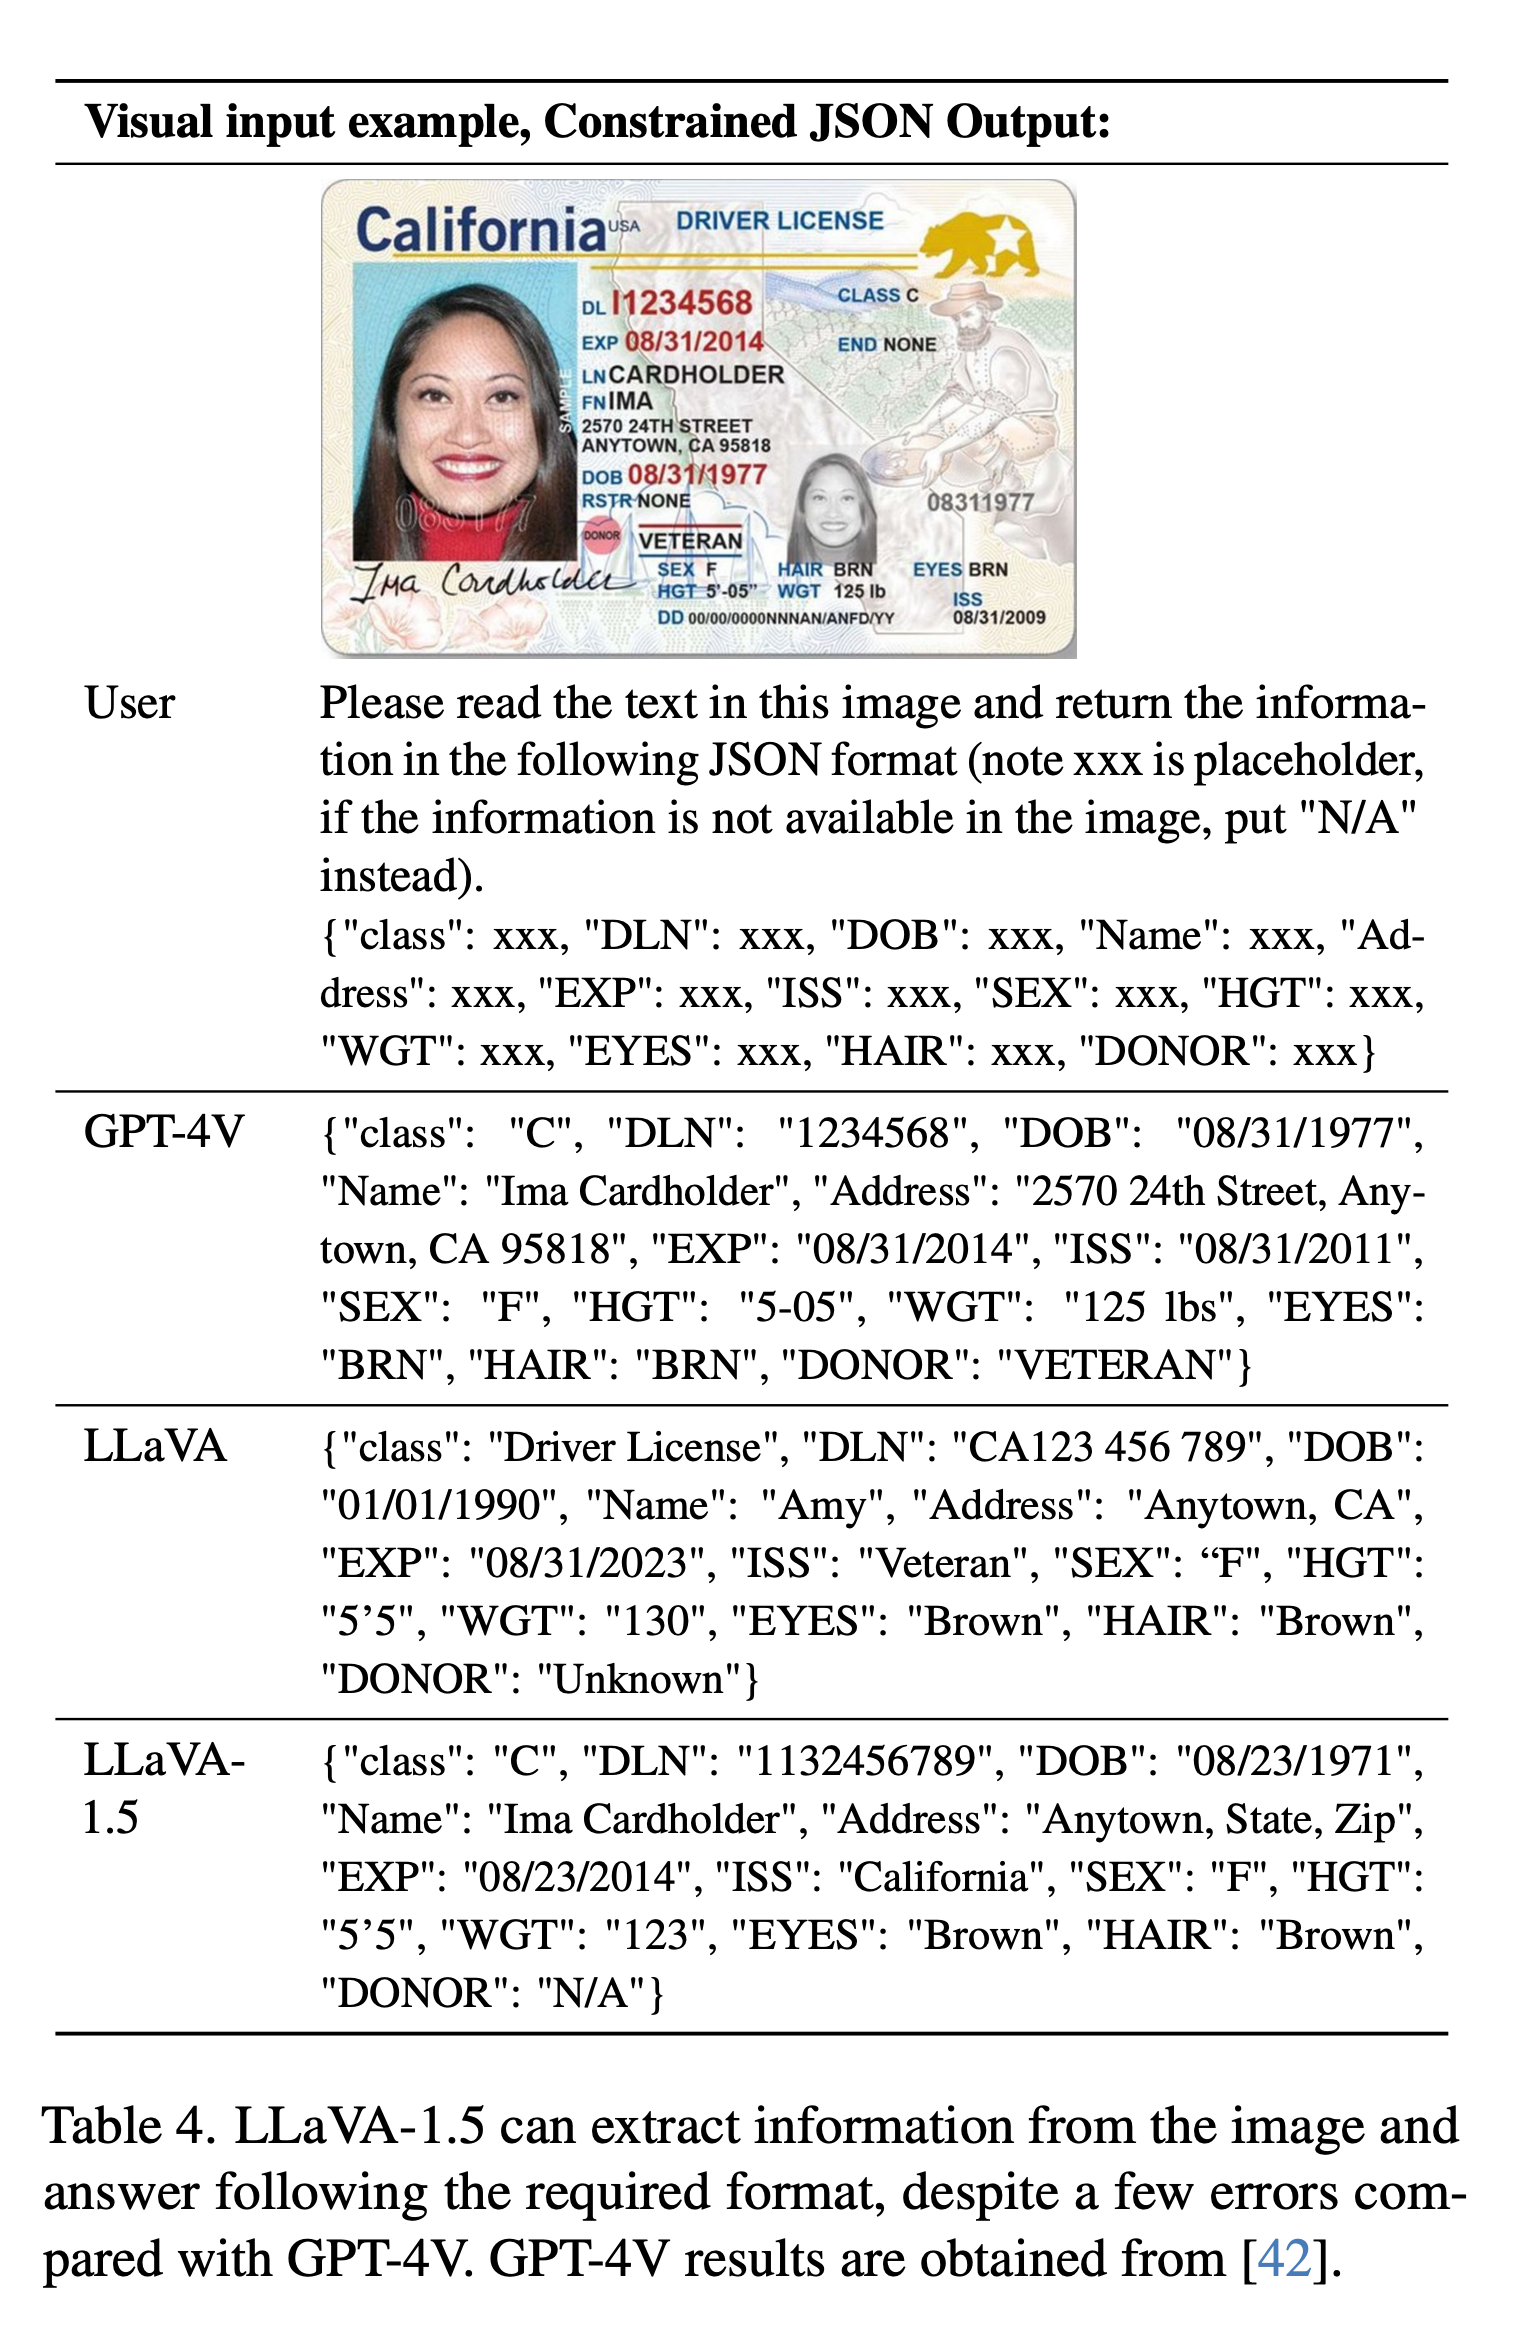 Visual input example, Constrained JSON Output:
California USA DRIVER LICENSE
DL I1234568 CLASS C
EXP 08/31/2014 END NONE
LN CARDHOLDER
FN IMA
2570 24TH STREET
ANYTOWN, CA 95818
DOB 08/31/1977
RSTR NONE 08311977
SAMPLE
083177
DONOR VETERAN
SEX F HAIR BRN EYES BRN
HGT 5'-05" WGT 125 lb ISS
DD 00/00/0000NNNAN/ANFD/YY 08/31/2009
Ima Cardholder
User Please read the text in this image and return the informa-
tion in the following JSON format (note xxx is placeholder,
if the information is not available in the image, put "N/A"
instead).
{"class": xxx, "DLN": xxx, "DOB": xxx, "Name": xxx, "Ad-
dress": xxx, "EXP": xxx, "ISS": xxx, "SEX": xxx, "HGT": xxx,
"WGT": xxx, "EYES": xxx, "HAIR": xxx, "DONOR": xxx}
GPT-4V {"class": "C", "DLN": "1234568", "DOB": "08/31/1977",
"Name": "Ima Cardholder", "Address": "2570 24th Street, Any-
town, CA 95818", "EXP": "08/31/2014", "ISS": "08/31/2011",
"SEX": "F", "HGT": "5-05", "WGT": "125 lbs", "EYES":
"BRN", "HAIR": "BRN", "DONOR": "VETERAN"}
LLaVA {"class": "Driver License", "DLN": "CA123 456 789", "DOB":
"01/01/1990", "Name": "Amy", "Address": "Anytown, CA",
"EXP": "08/31/2023", "ISS": "Veteran", "SEX": “F", "HGT":
"5’5", "WGT": "130", "EYES": "Brown", "HAIR": "Brown",
"DONOR": "Unknown"}
LLaVA- {"class": "C", "DLN": "1132456789", "DOB": "08/23/1971",
1.5 "Name": "Ima Cardholder", "Address": "Anytown, State, Zip",
"EXP": "08/23/2014", "ISS": "California", "SEX": "F", "HGT":
"5’5", "WGT": "123", "EYES": "Brown", "HAIR": "Brown",
"DONOR": "N/A"}
Table 4. LLaVA-1.5 can extract information from the image and
answer following the required format, despite a few errors com-
pared with GPT-4V. GPT-4V results are obtained from [42].